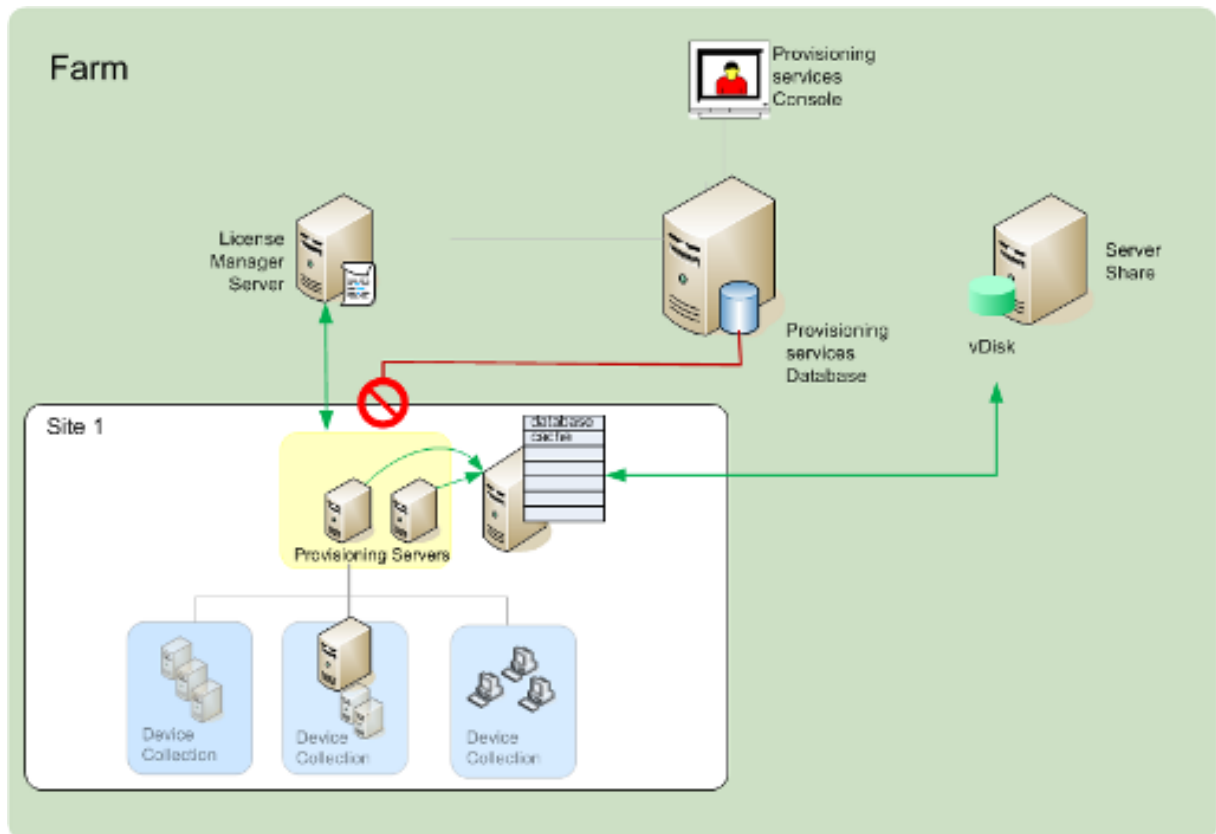 Farm
Provisioning
services
Console
License
Manager
Server
Server
Share
Provisioning
services
Database
vDisk
Site 1
database
cache
Provisioning Servers
Device
Collection
Device
Collection
Device
Collection